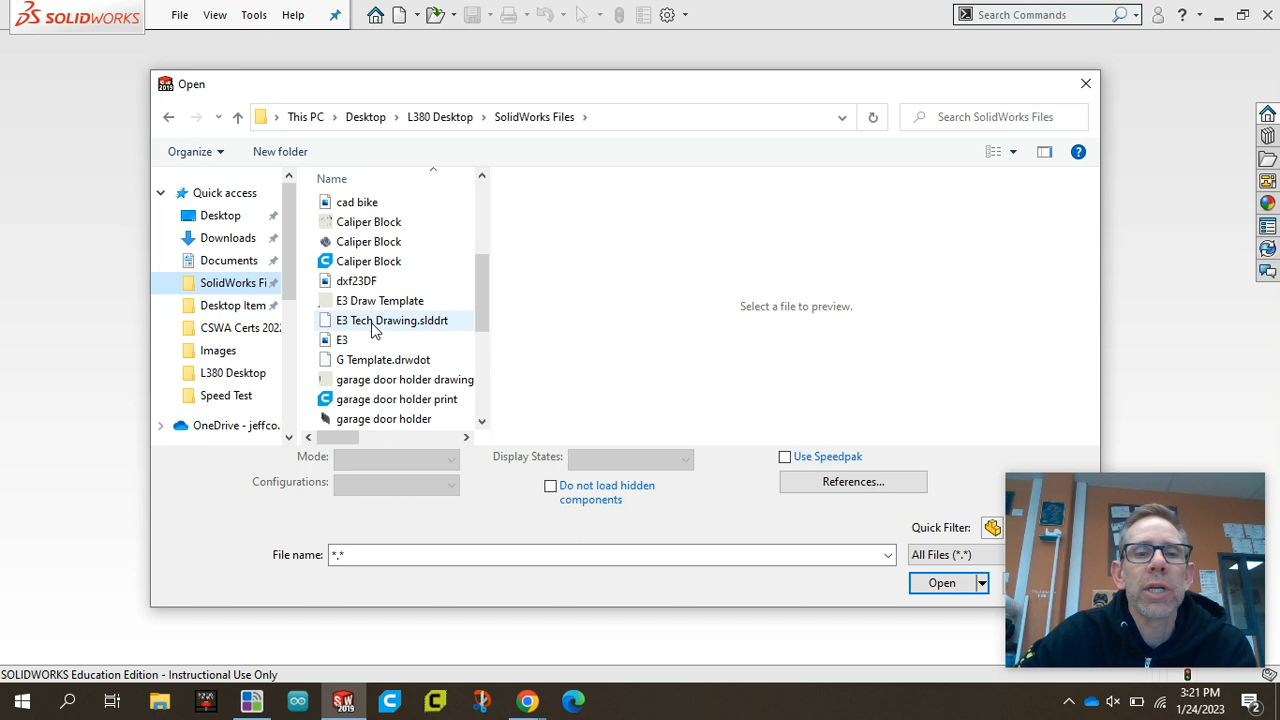 SOLIDWORKS
File View Tools Help
Search Commands
?
Open
This PC > Desktop > L380 Desktop > SolidWorks Files >
Search SolidWorks Files
Organize New folder
Quick access
Desktop
Downloads
Documents
SolidWorks Fi
Desktop Item
CSWA Certs 202
Images
L380 Desktop
Speed Test
OneDrive - jeffco.
Name
cad bike
Caliper Block
Caliper Block
Caliper Block
dxf23DF
E3 Draw Template
E3 Tech Drawing.slddrt
E3
G Template.drwdot
garage door holder drawing
garage door holder print
garage door holder
Select a file to preview.
Mode:
Configurations:
Display States:
Do not load hidden
components
Use Speedpak
References...
Quick Filter:
File name: *.*
All Files (*.*)
Open
SOLIDWORKS Education Edition - Instructional Use Only
SW
2019
3:21 PM
1/24/2023
2